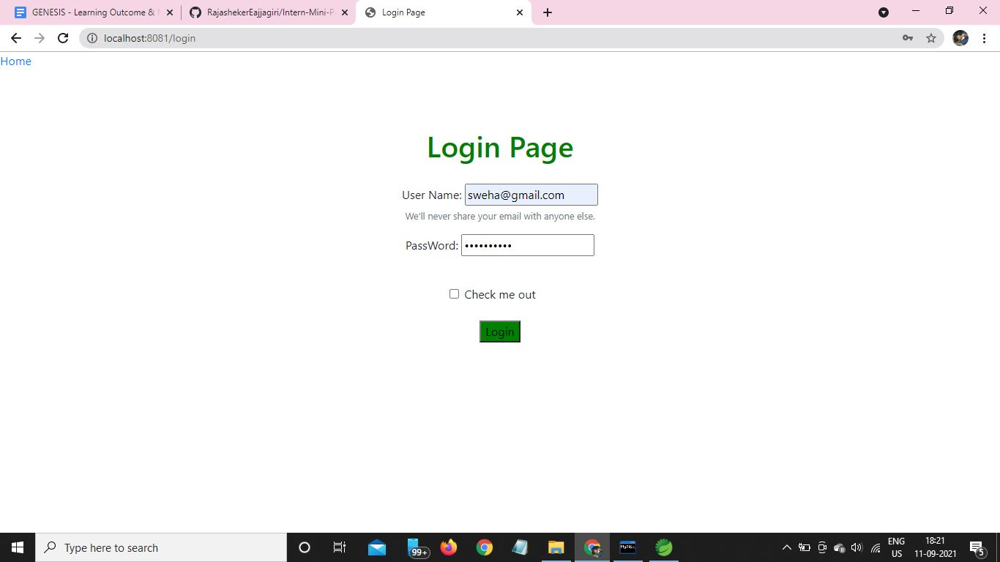 GENESIS - Learning Outcome &
RajashekerEajjagiri/Intern-Mini-P
Login Page
localhost:8081/login
Home
Login Page
User Name: sweha@gmail.com
We'll never share your email with anyone else.
PassWord: ••••••••••
Check me out
Login
Type here to search
99+
MySQL
ENG
US
18:21
11-09-2021
5